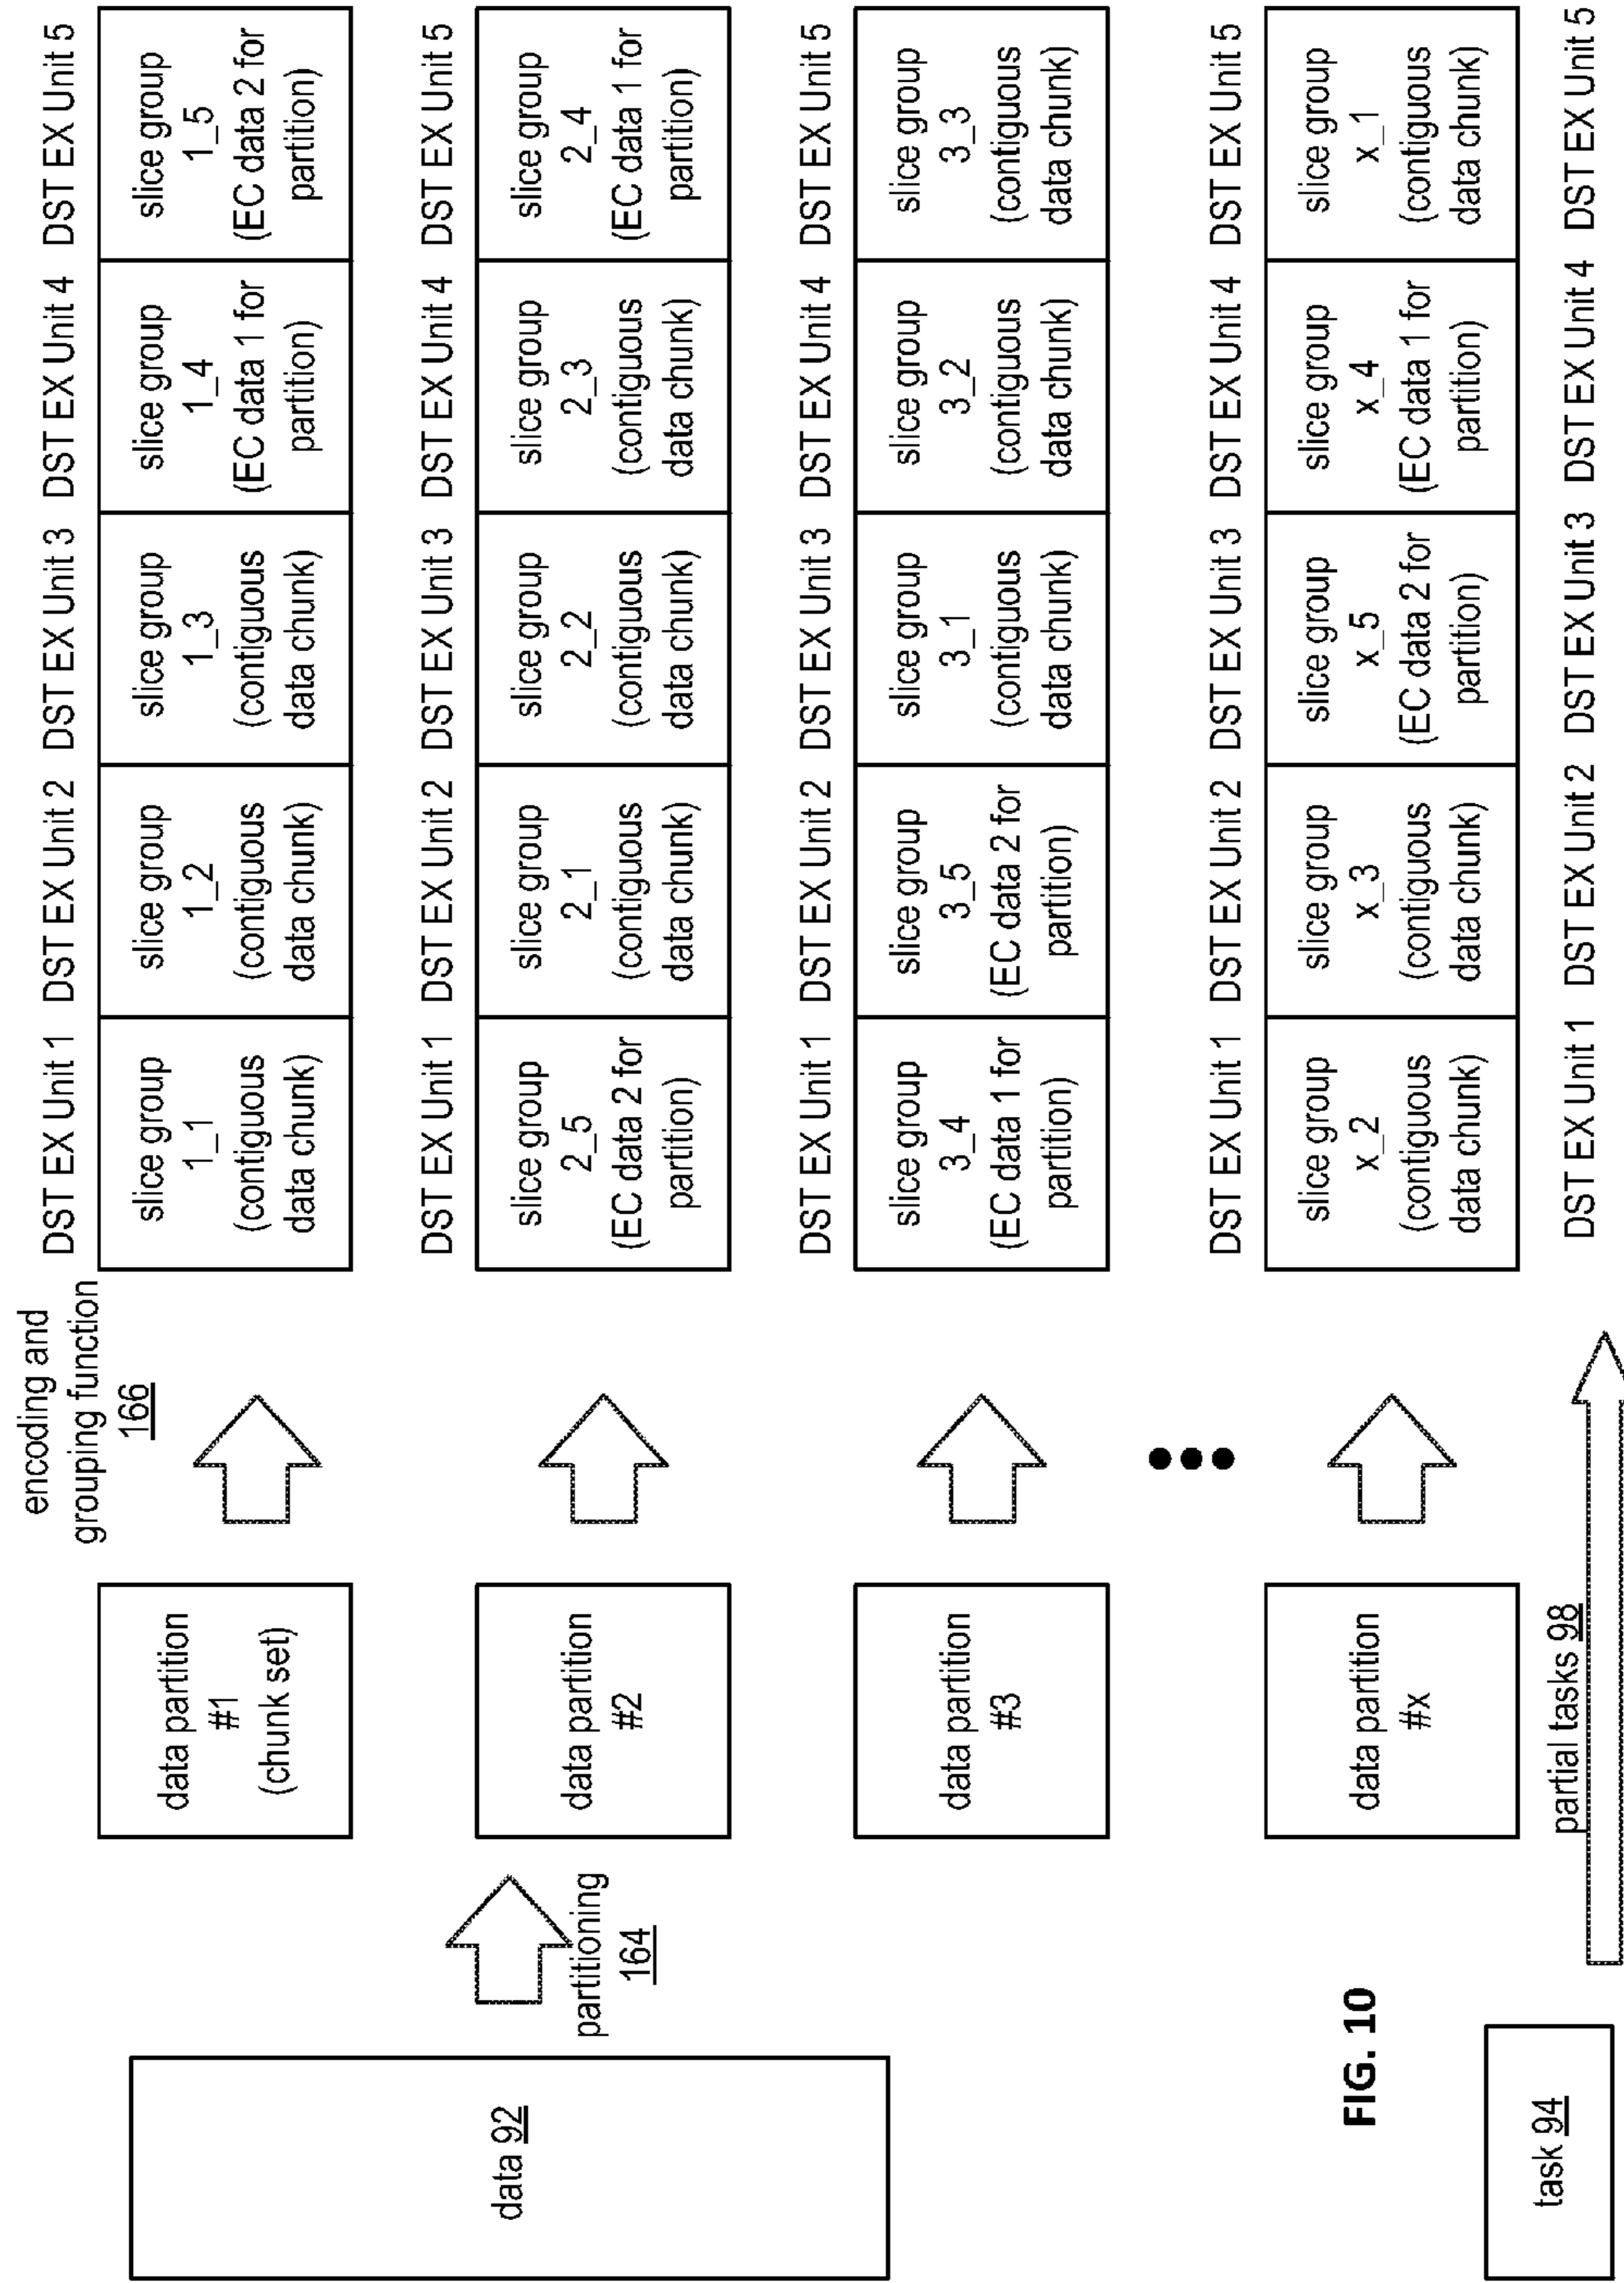 encoding and
grouping function
166
DST EX Unit 1
DST EX Unit 2
DST EX Unit 3
DST EX Unit 4
DST EX Unit 5
data partition
#1
(chunk set)
slice group
1_1
(contiguous
data chunk)
slice group
1_2
(contiguous
data chunk)
slice group
1_3
(contiguous
data chunk)
slice group
1_4
(EC data 1 for
partition)
slice group
1_5
(EC data 2 for
partition)
data 92
partitioning
164
DST EX Unit 1
DST EX Unit 2
DST EX Unit 3
DST EX Unit 4
DST EX Unit 5
data partition
#2
slice group
2_5
(EC data 2 for
partition)
slice group
2_1
(contiguous
data chunk)
slice group
2_2
(contiguous
data chunk)
slice group
2_3
(contiguous
data chunk)
slice group
2_4
(EC data 1 for
partition)
DST EX Unit 1
DST EX Unit 2
DST EX Unit 3
DST EX Unit 4
DST EX Unit 5
data partition
#3
slice group
3_4
(EC data 1 for
partition)
slice group
3_5
(EC data 2 for
partition)
slice group
3_1
(contiguous
data chunk)
slice group
3_2
(contiguous
data chunk)
slice group
3_3
(contiguous
data chunk)
DST EX Unit 1
DST EX Unit 2
DST EX Unit 3
DST EX Unit 4
DST EX Unit 5
data partition
#x
slice group
x_2
(contiguous
data chunk)
slice group
x_3
(contiguous
data chunk)
slice group
x_5
(EC data 2 for
partition)
slice group
x_4
(EC data 1 for
partition)
slice group
x_1
(contiguous
data chunk)
FIG. 10
task 94
partial tasks 98
DST EX Unit 1
DST EX Unit 2
DST EX Unit 3
DST EX Unit 4
DST EX Unit 5